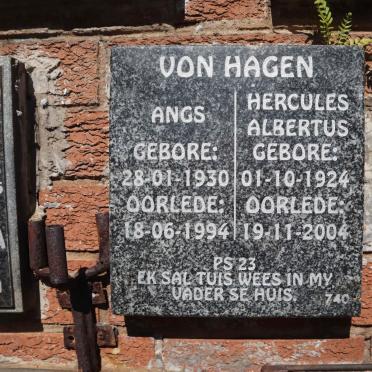 VON HAGEN
ANGS
GEBORE:
28-01-1930
OORLEDE:
18-06-1994
HERCULES
ALBERTUS
GEBORE:
01-10-1924
OORLEDE:
19-11-2004
PS 23
EK SAL TUIS WEES IN MY
VADER SE HUIS.
740